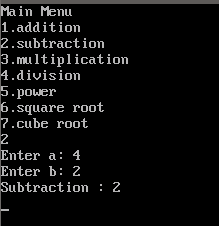 Main Menu
1.addition
2.subtraction
3.multiplication
4.division
5.power
6.square root
7.cube root
2
Enter a: 4
Enter b: 2
Subtraction : 2